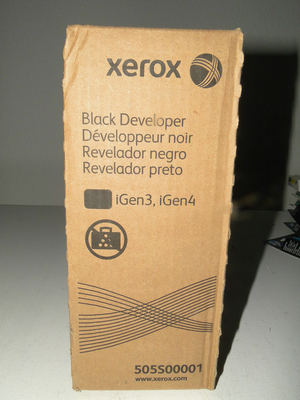 xerox
Black Developer
Développeur noir
Revelador negro
Revelador preto
iGen3, iGen4
505S00001
www.xerox.com